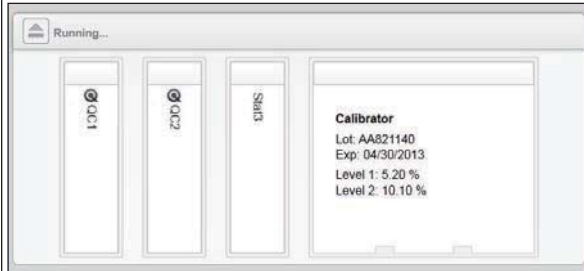 Running...
QC1
QC2
Stat3
Calibrator
Lot: AA821140
Exp: 04/30/2013
Level 1: 5.20 %
Level 2: 10.10 %